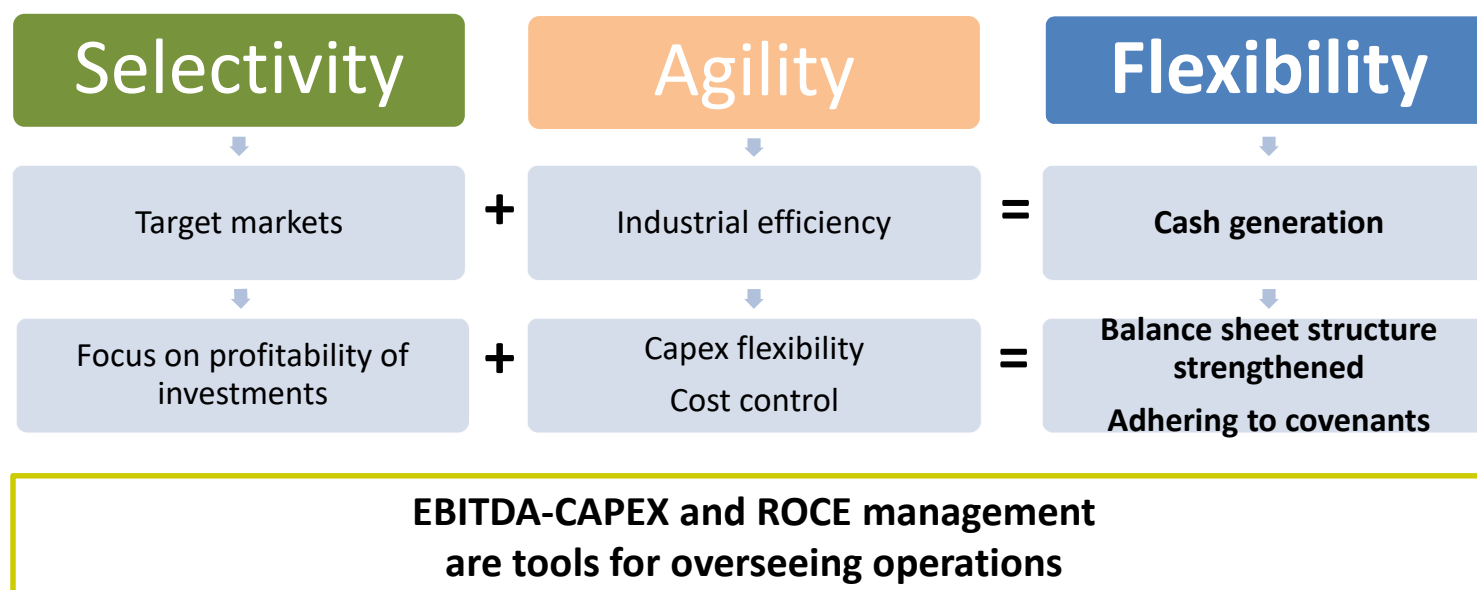 Selectivity
Agility
Flexibility
Target markets
+
Industrial efficiency
=
Cash generation
Focus on profitability of
investments
+
Capex flexibility
Cost control
=
Balance sheet structure
strengthened
Adhering to covenants
EBITDA-CAPEX and ROCE management
are tools for overseeing operations